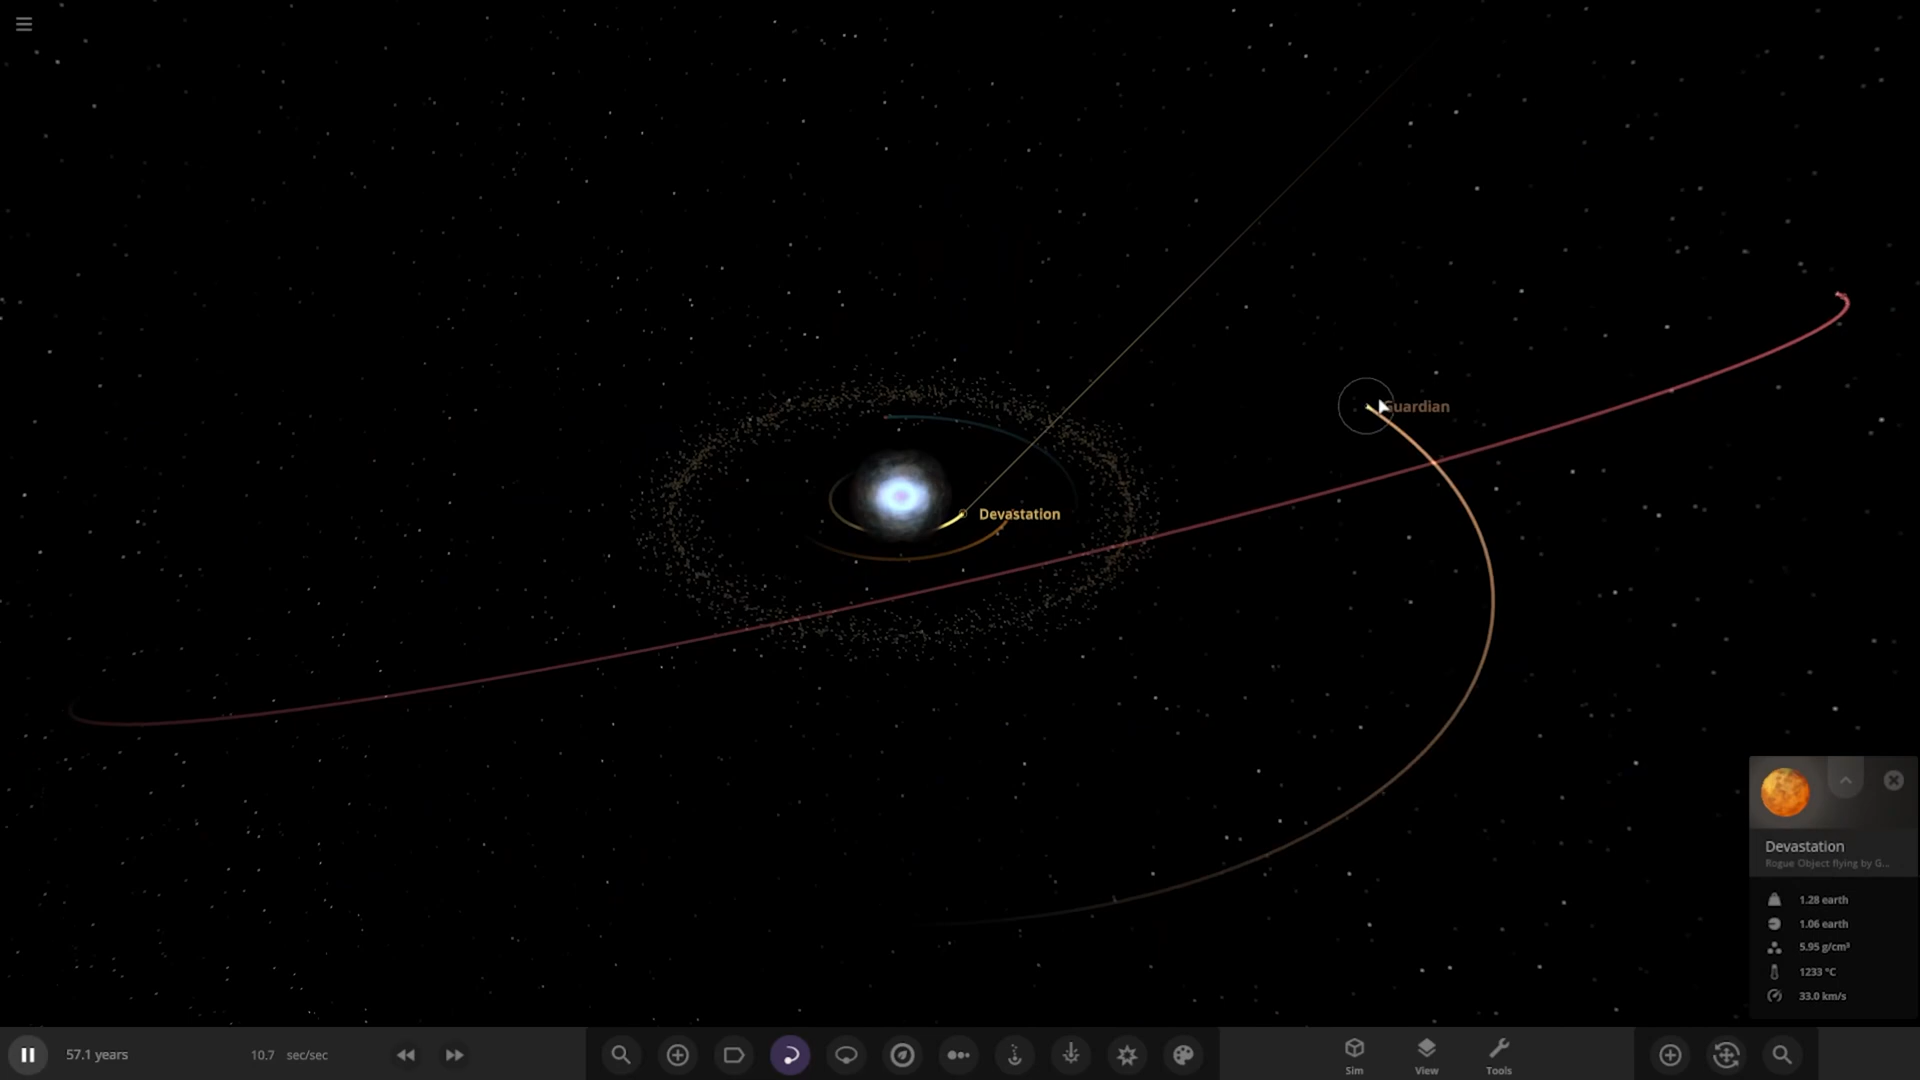 Guardian
Devastation
Devastation
Rogue Object flying by G...
1.28 earth
1.06 earth
5.95 g/cm³
1233 °C
33.0 km/s
57.1 years
10.7 sec/sec
Sim
View
Tools